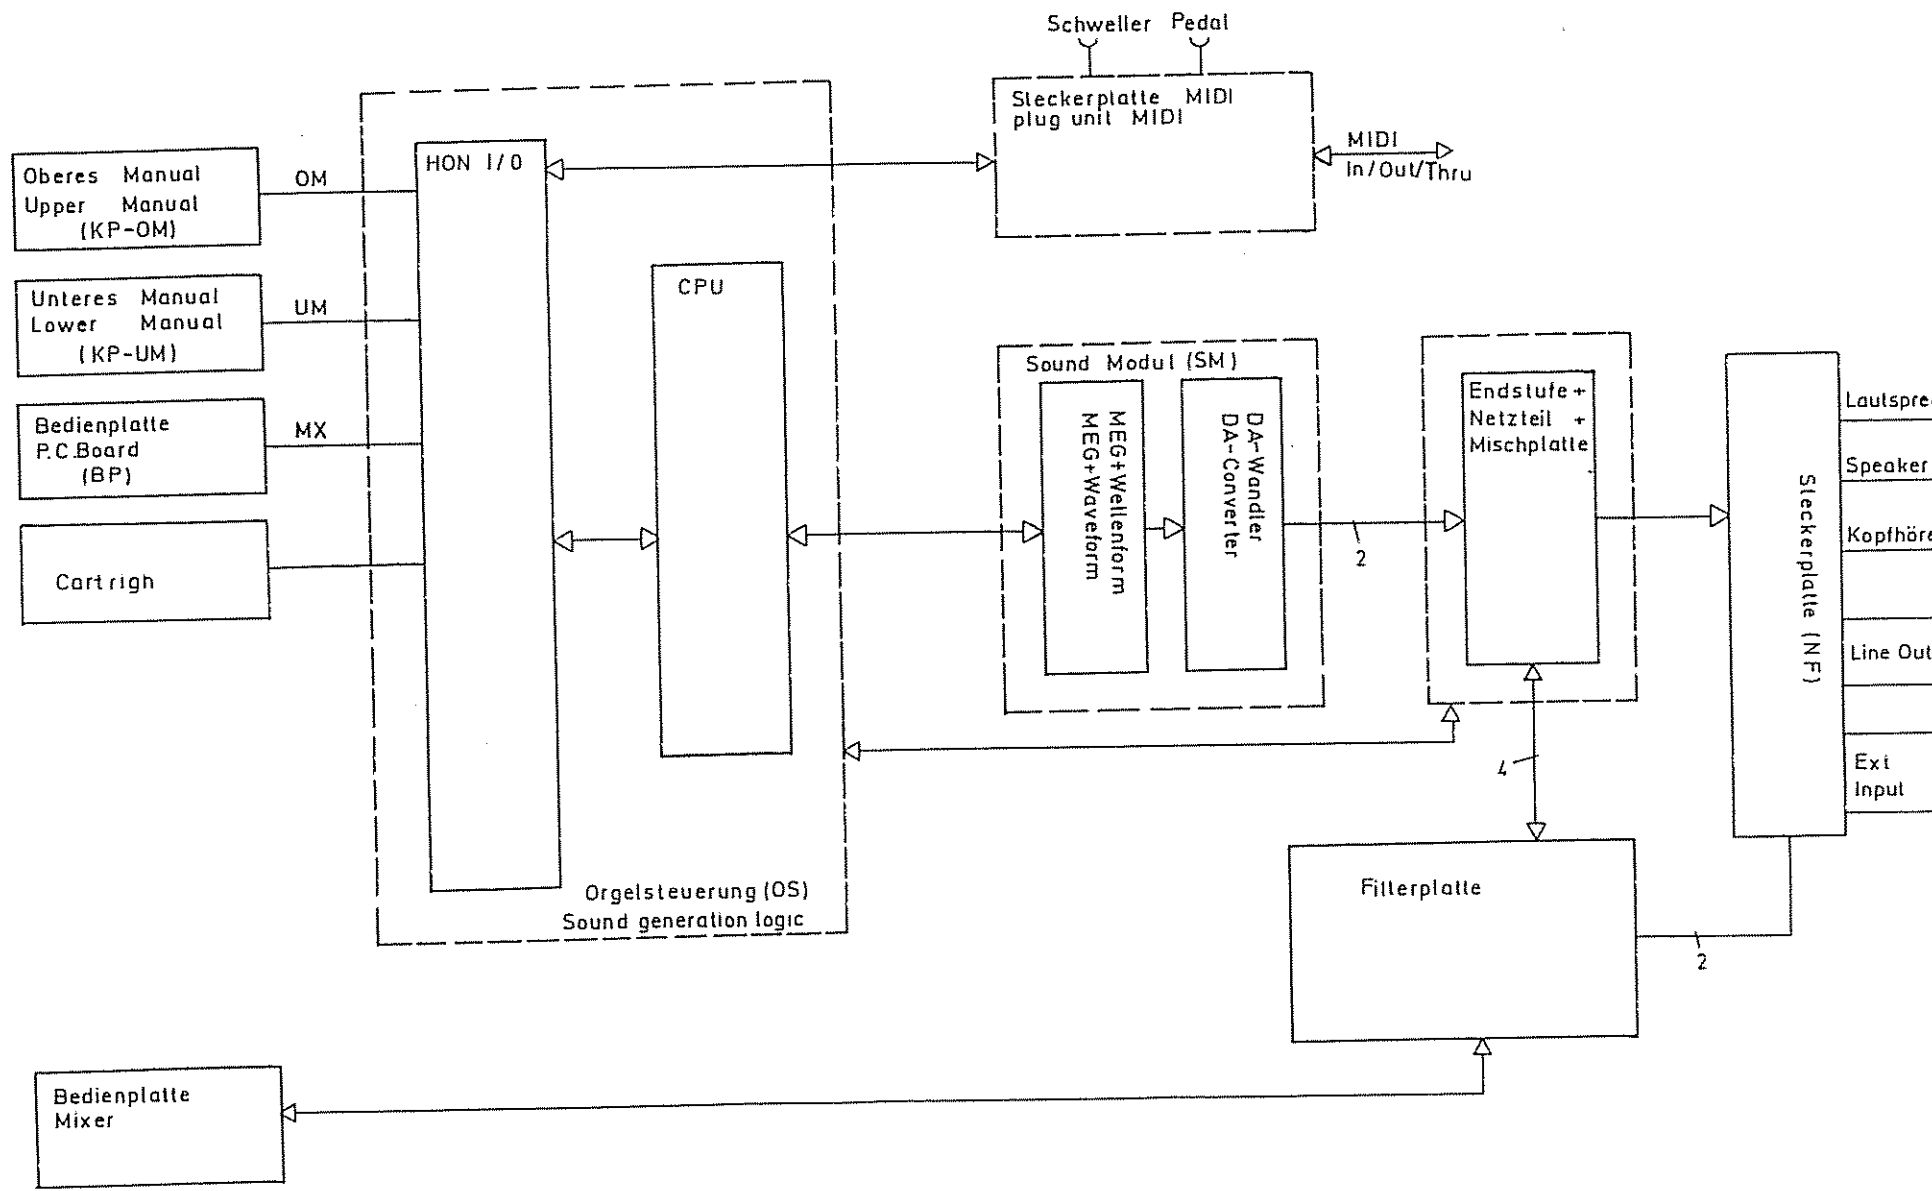 Schweller Pedal
Steckerplatte MIDI
plug unit MIDI
MIDI
In/Out/Thru
HON I/O
Oberes Manual
Upper Manual
(KP-OM)
OM
Unteres Manual
Lower Manual
(KP-UM)
UM
Bedienplatte
P.C.Board
(BP)
MX
Cartrigh
CPU
Orgelsteuerung (OS)
Sound generation logic
Sound Modul (SM)
MEG+Wellenform
MEG+Waveform
DA-Wandler
DA-Converter
2
Endstufe +
Netzteil +
Mischplatte
4
Steckerplatte (NF)
Lautspre
Speaker
Kopfhöre
Line Out
Exi
Input
Filterplatte
2
Bedienplatte
Mixer